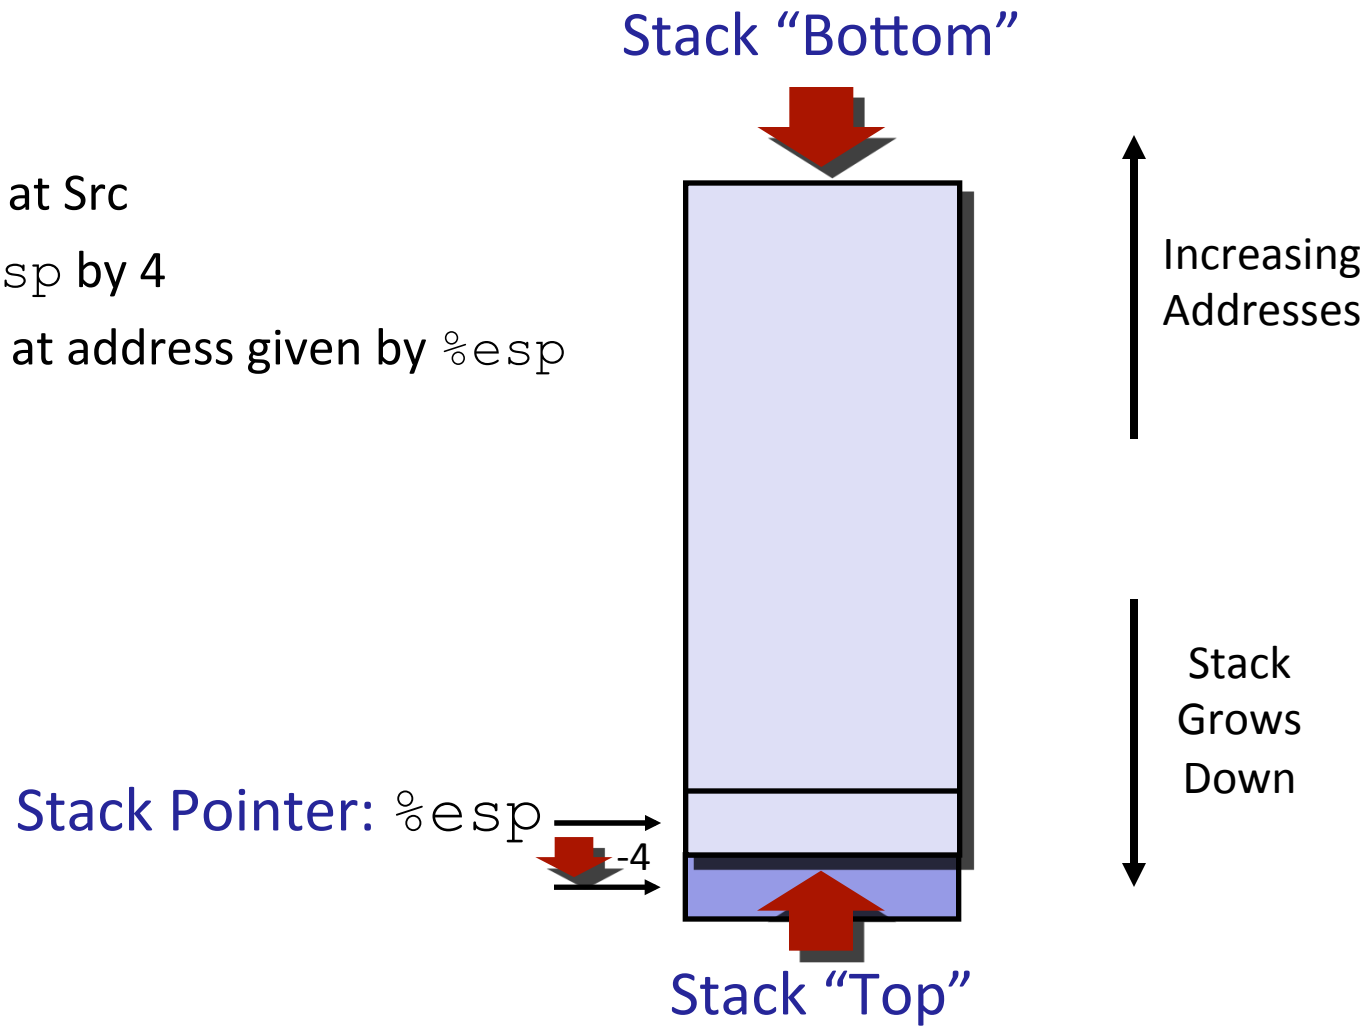 Stack “Bottom”
at Src
sp by 4
at address given by %esp
Increasing
Addresses
Stack
Grows
Down
Stack Pointer: %esp
-4
Stack “Top”